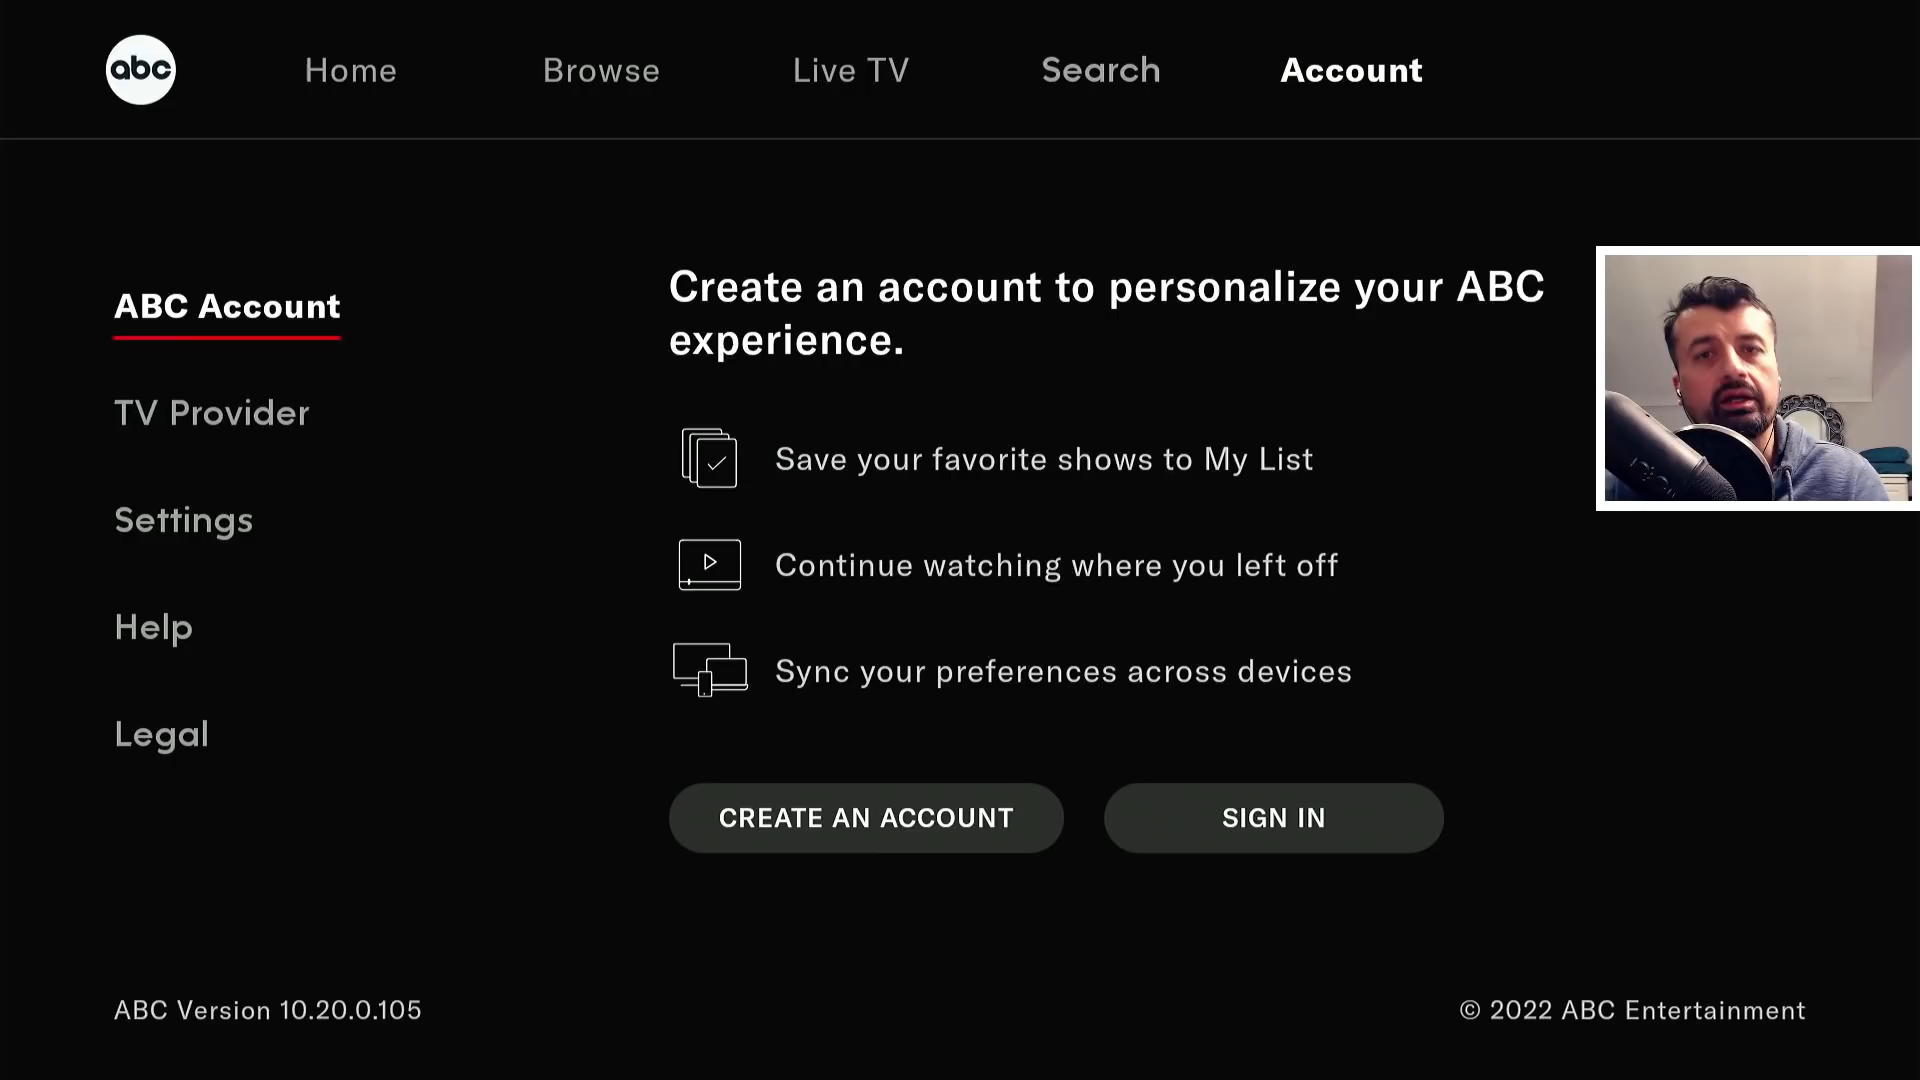 abc
Home
Browse
Live TV
Search
Account
ABC Account
TV Provider
Settings
Help
Legal
Create an account to personalize your ABC
experience.
Save your favorite shows to My List
Continue watching where you left off
Sync your preferences across devices
CREATE AN ACCOUNT
SIGN IN
ABC Version 10.20.0.105
© 2022 ABC Entertainment